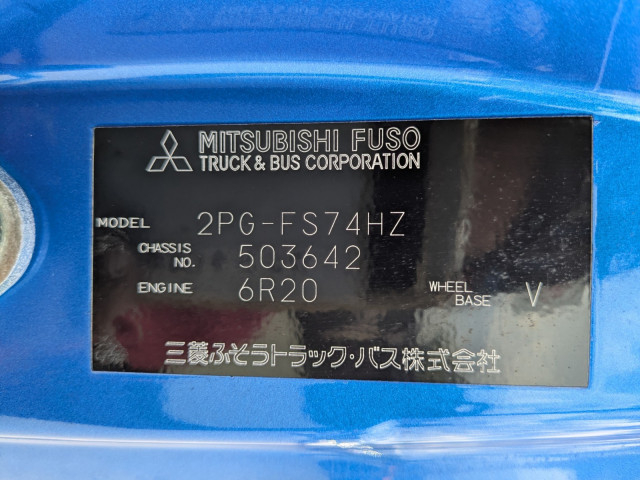 MITSUBISHI FUSO
TRUCK & BUS CORPORATION
MODEL 2PG-FS74HZ
CHASSIS NO. 503642
ENGINE 6R20 WHEEL BASE V
三菱ふそうトラック・バス株式会社